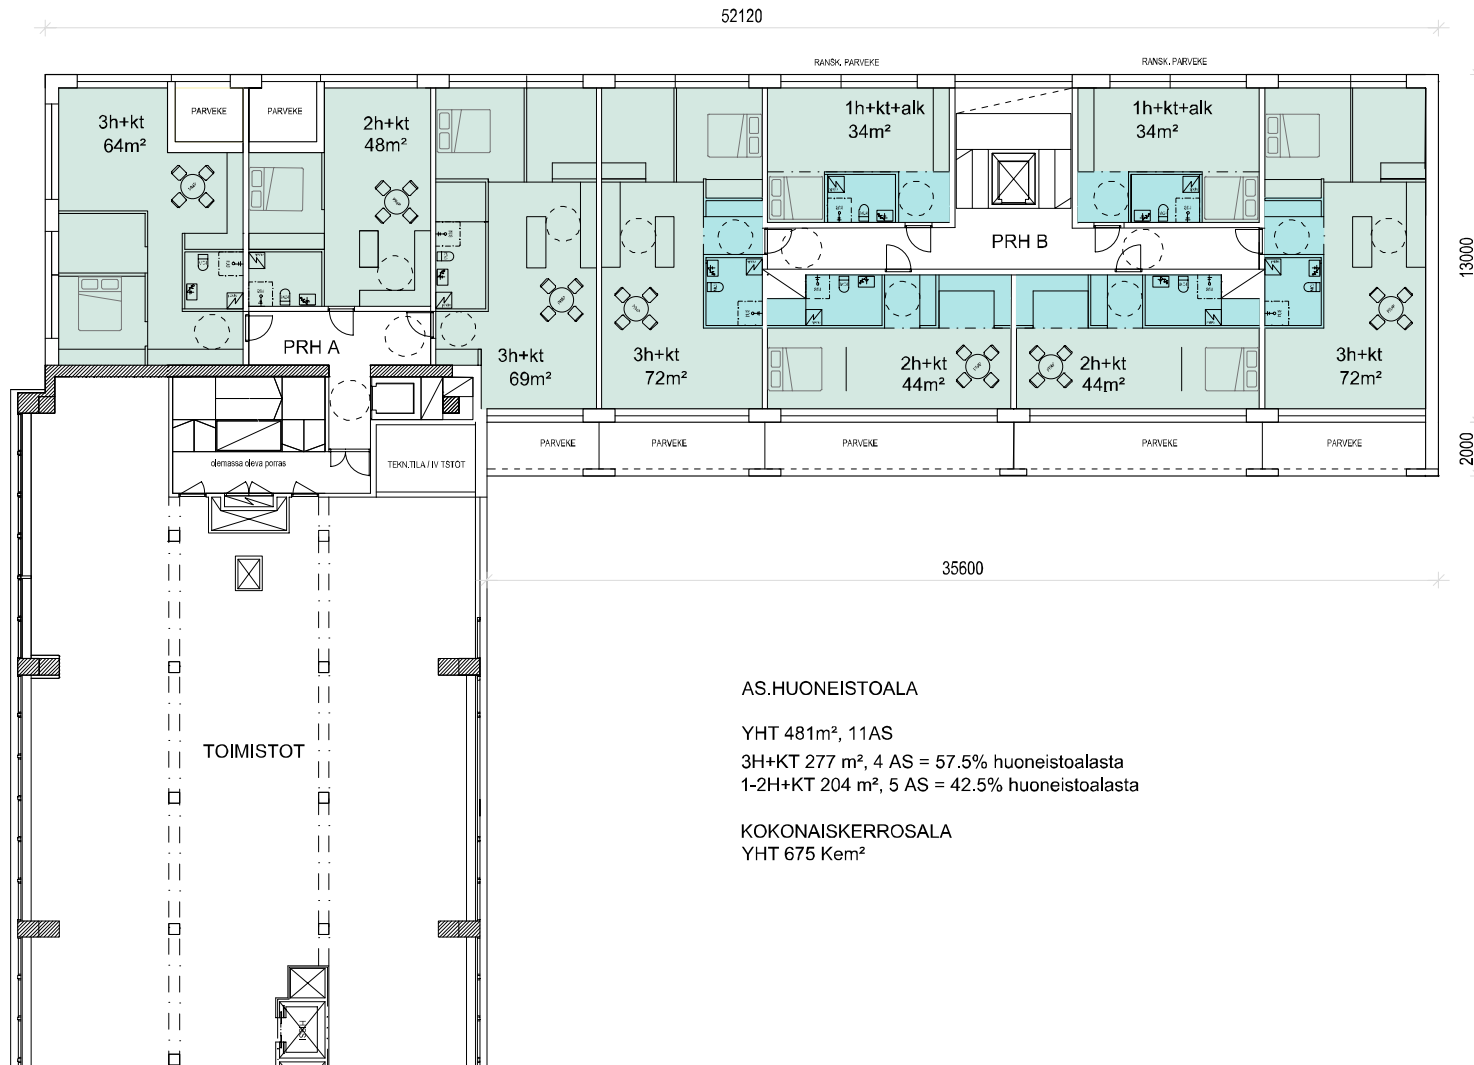 52120
RANSK. PARVEKE
RANSK. PARVEKE
3h+kt
64m²
PARVEKE
PARVEKE
2h+kt
48m²
1h+kt+alk
34m²
1h+kt+alk
34m²
PRH B
13000
PRH A
3h+kt
69m²
3h+kt
72m²
2h+kt
44m²
2h+kt
44m²
3h+kt
72m²
PARVEKE
PARVEKE
PARVEKE
PARVEKE
PARVEKE
2000
olemassa oleva porras
TEKN.TILA / IV TSTOT
35600
AS.HUONEISTOALA
YHT 481m², 11AS
3H+KT 277 m², 4 AS = 57.5% huoneistoalasta
1-2H+KT 204 m², 5 AS = 42.5% huoneistoalasta
KOKONAISKERROSALA
YHT 675 Kem²
TOIMISTOT
HISSI